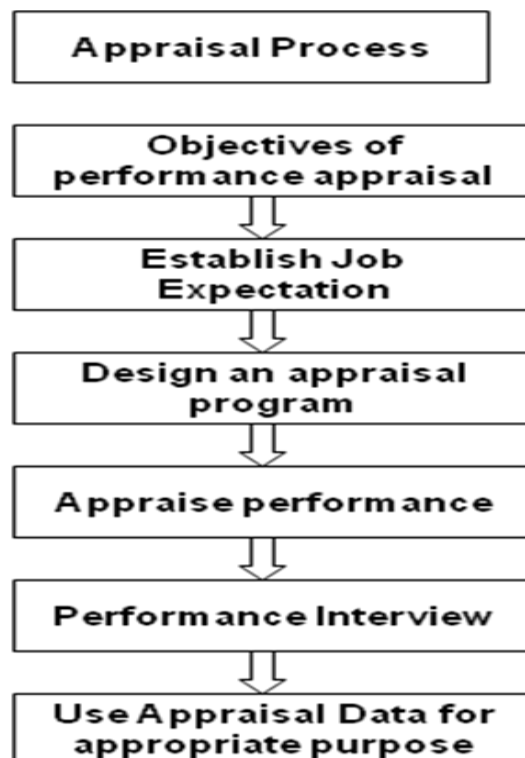 Appraisal Process
Objectives of
performance appraisal
Establish Job
Expectation
Design an appraisal
program
Appraise performance
Performance Interview
Use Appraisal Data for
appropriate purpose